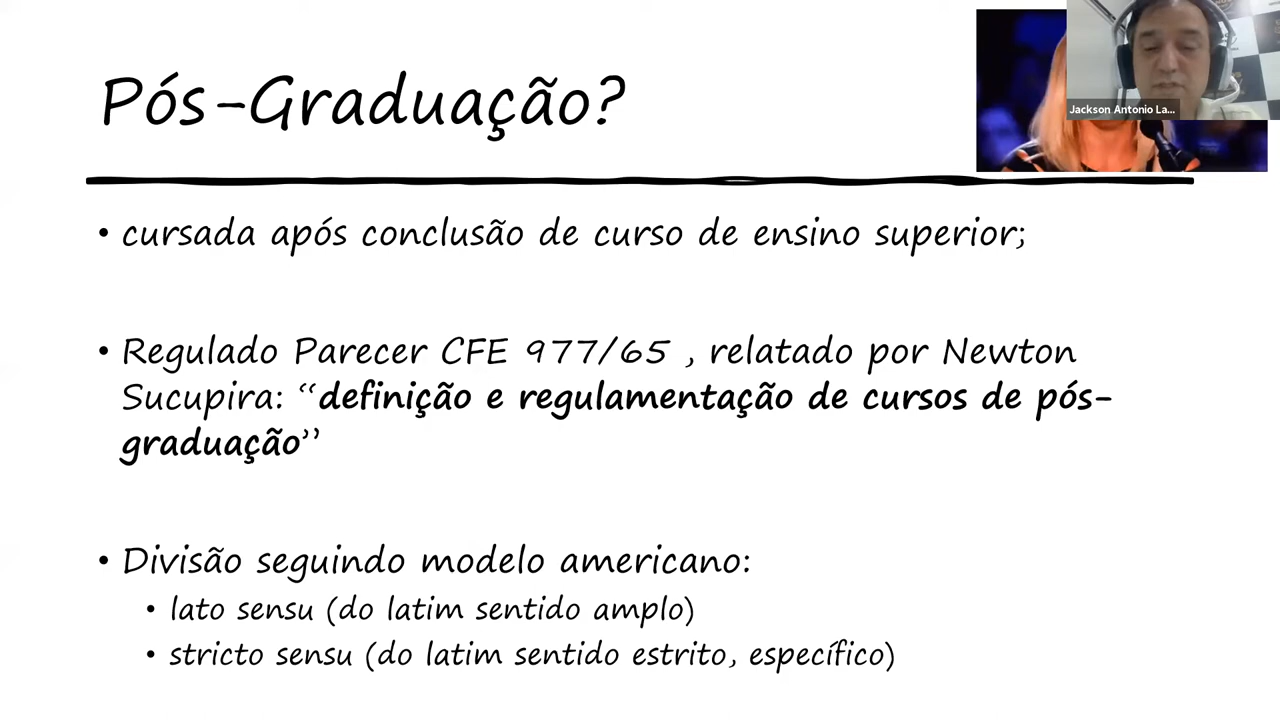 Pós-Graduação?
Jackson Antonio La...
• cursada após conclusão de curso de ensino superior;
• Regulado Parecer CFE 977/65 , relatado por Newton
Sucupira: “definição e regulamentação de cursos de pós-
graduação”
• Divisão seguindo modelo americano:
• lato sensu (do latim sentido amplo)
• stricto sensu (do latim sentido estrito, específico)